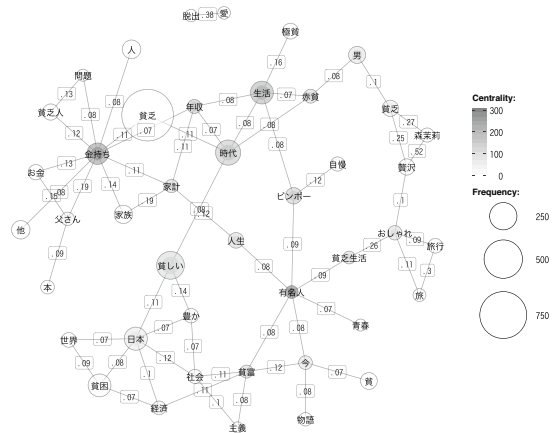 脱出 .38 愛
極貧
人
男
問題
.16
.08
.13
.08
.1
生活
.07
赤貧
年収
.08
貧乏人
.08
貧乏
貧乏
.27
.12
.11
.07
.11
.07
.08
.08
.25
森茉莉
.52
金持ち
.11
時代
.08
.13
.11
贅沢
お金
自慢
.19
.14
家計
.12
ビンボー
.15
.08
.19
.1
父さん
家族
.08
.12
他
人生
おしゃれ
.09
旅行
.09
.09
.26
貧乏生活
貧しい
.08
.09
.11
.3
本
.14
有名人
旅
.11
.07
豊か
青春
.07
.08
.08
世界
.07
日本
.07
.09
.08
.12
今
.12
.07
貧
貧困
.1
社会
.11
貧富
.07
.11
.08
.08
経済
.1
主義
物語
Centrality:
300
200
100
0
Frequency:
250
500
750